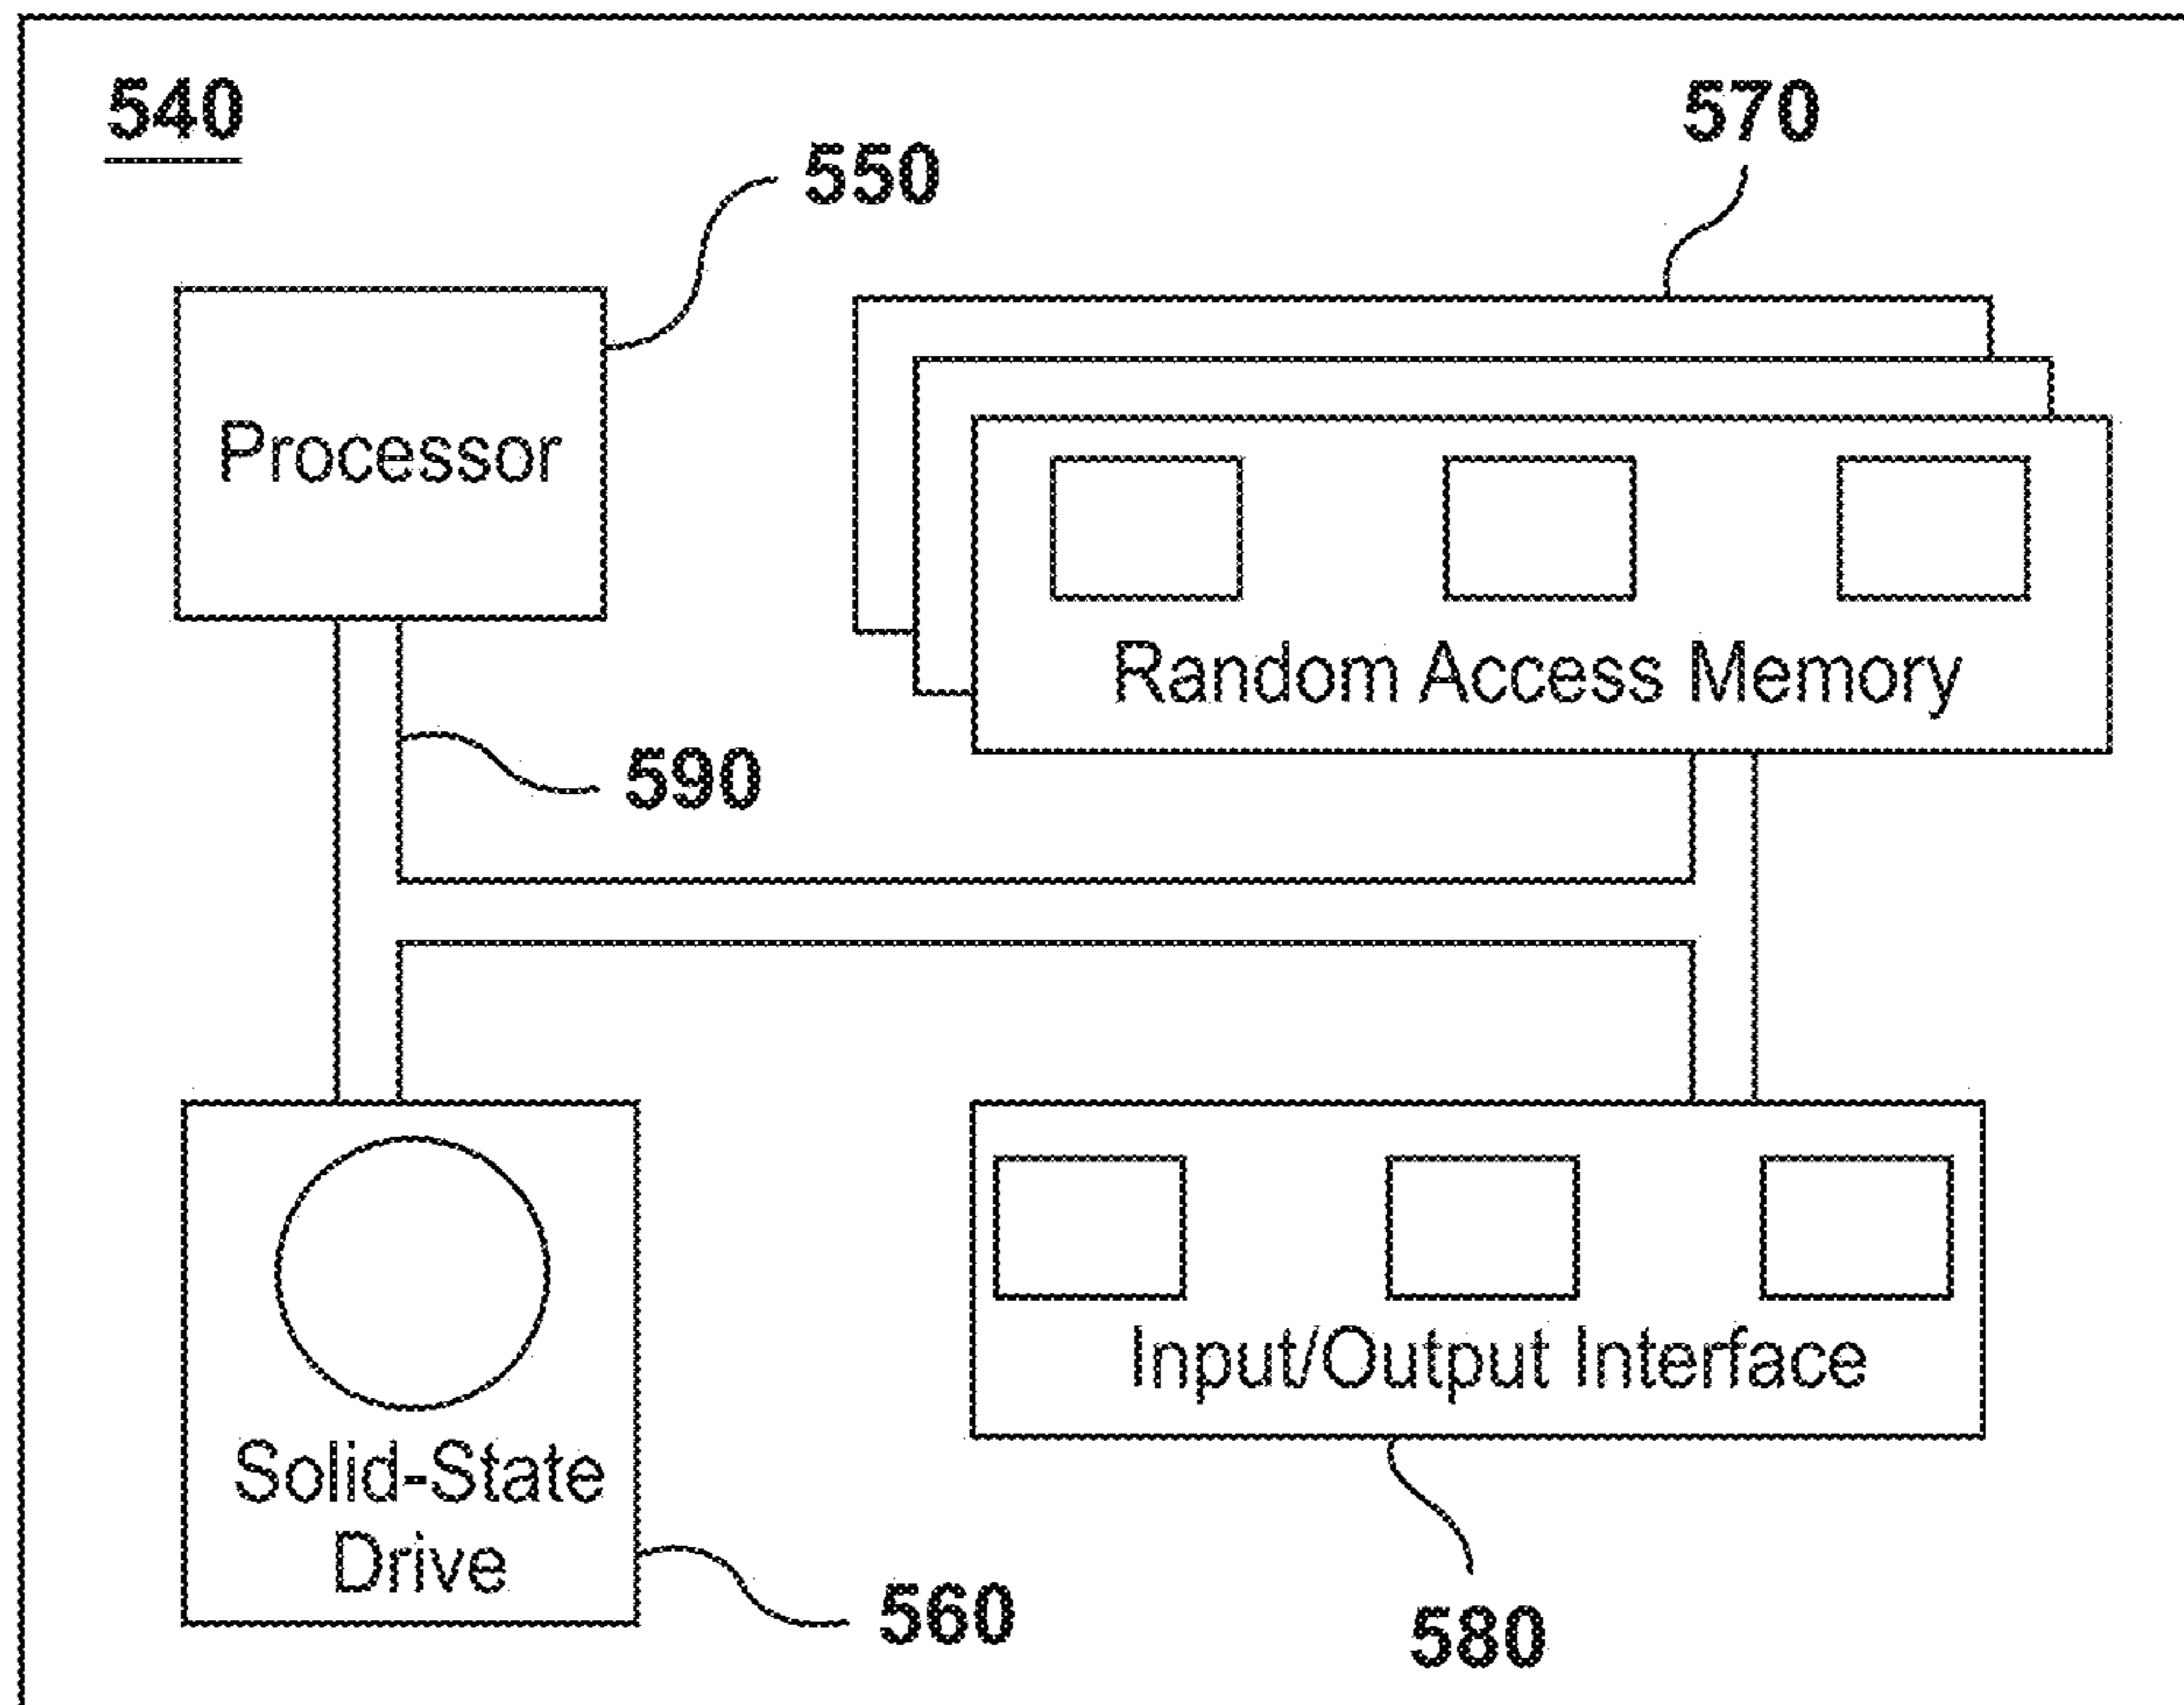 540
570
550
Processor
Random Access Memory
590
Input/Output Interface
Solid-State
Drive
560
580